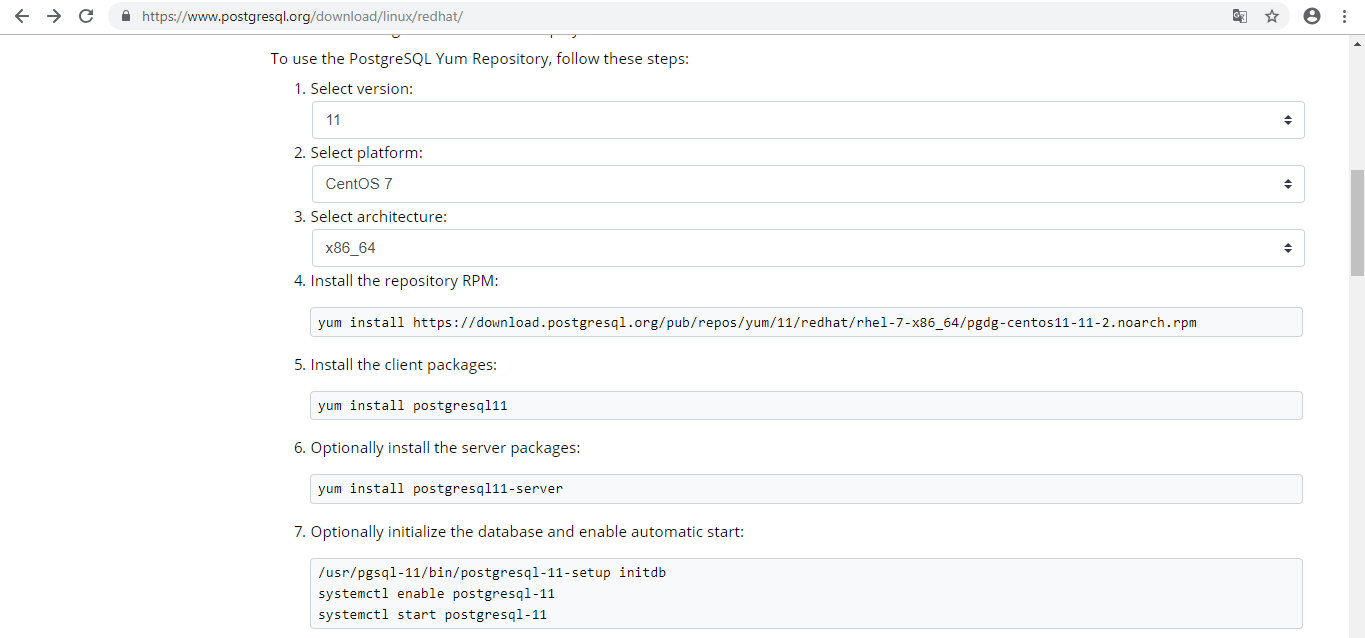 https://www.postgresql.org/download/linux/redhat/
To use the PostgreSQL Yum Repository, follow these steps:
1. Select version:
11
2. Select platform:
CentOS 7
3. Select architecture:
x86_64
4. Install the repository RPM:
yum install https://download.postgresql.org/pub/repos/yum/11/redhat/rhel-7-x86_64/pgdg-centos11-11-2.noarch.rpm
5. Install the client packages:
yum install postgresql11
6. Optionally install the server packages:
yum install postgresql11-server
7. Optionally initialize the database and enable automatic start:
/usr/pgsql-11/bin/postgresql-11-setup initdb
systemctl enable postgresql-11
systemctl start postgresql-11